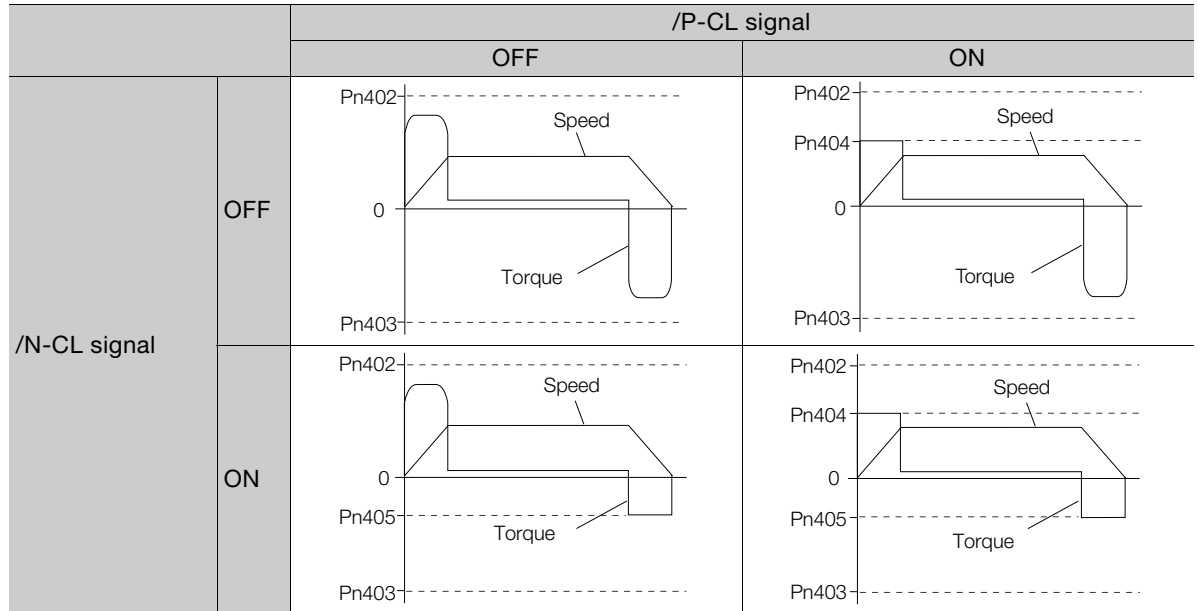 /P-CL signal
OFF
ON
/N-CL signal
OFF
Pn402
Speed
0
Torque
Pn403
Pn402
Speed
Pn404
0
Torque
Pn403
ON
Pn402
Speed
0
Pn405
Torque
Pn403
Pn402
Speed
Pn404
0
Pn405
Torque
Pn403